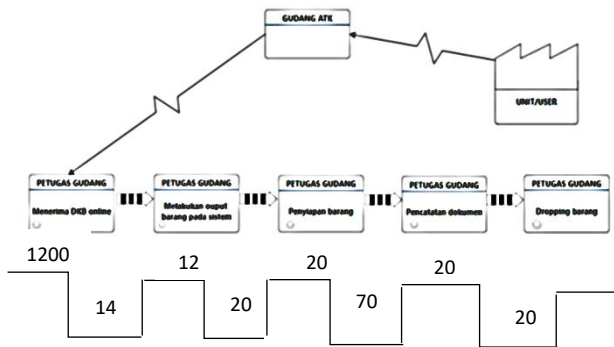 GUDANG ATK
UNIT/USER
PETUGAS GUDANG
Menerima DKB online
PETUGAS GUDANG
Melakukan ouput
barang pada sistem
PETUGAS GUDANG
Penyiapan barang
PETUGAS GUDANG
Pencatatan dokumen
PETUGAS GUDANG
Dropping barang
1200
14
12
20
20
70
20
20